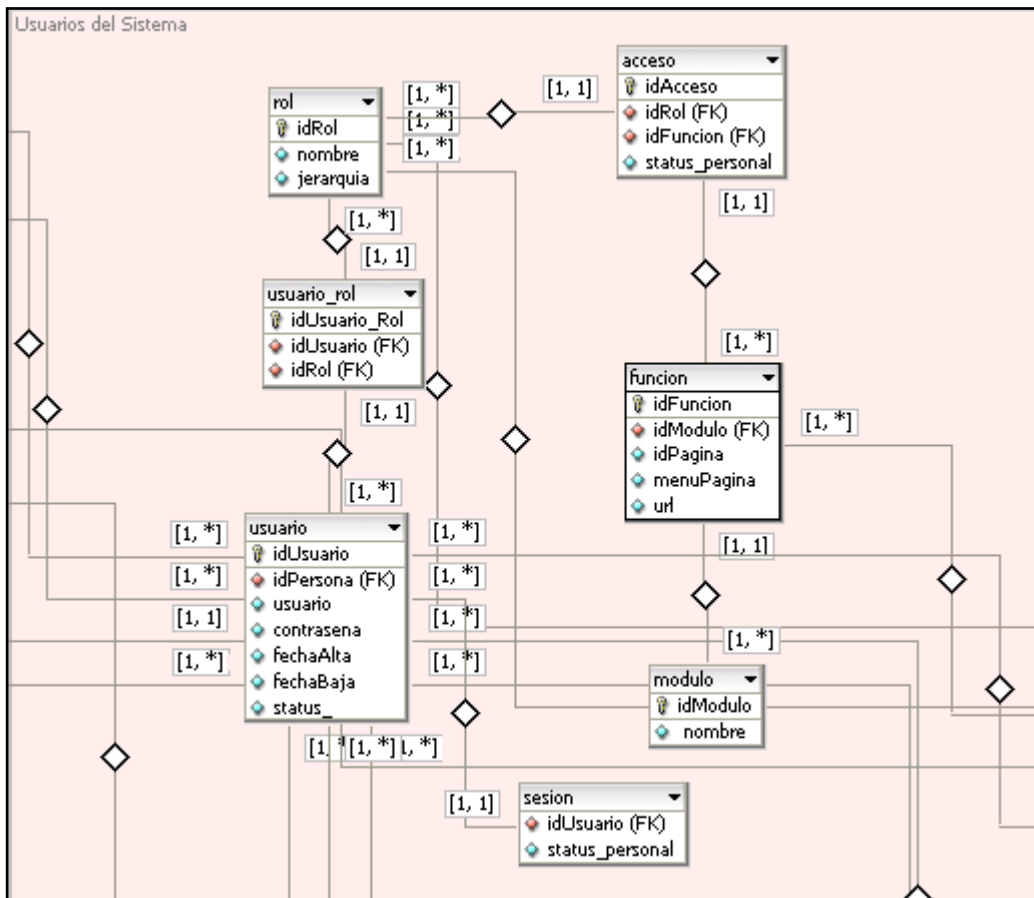 Usuarios del Sistema
acceso
idAcceso
idRol (FK)
idFuncion (FK)
status_personal
rol
idRol
nombre
jerarquia
[1, *]
[1, *]
[1, *]
[1, 1]
[1, 1]
[1, *]
[1, 1]
usuario_rol
idUsuario_Rol
idUsuario (FK)
idRol (FK)
[1, 1]
[1, *]
funcion
idFuncion
idModulo (FK)
idPagina
menuPagina
url
[1, *]
[1, 1]
[1, *]
usuario
idUsuario
idPersona (FK)
usuario
contrasena
fechaAlta
fechaBaja
status_
[1, *]
[1, *]
[1, 1]
[1, *]
[1, *]
[1, *]
[1, *]
[1, *]
[1, *]
modulo
idModulo
nombre
[1, *]
[1, 1]
sesion
idUsuario (FK)
status_personal